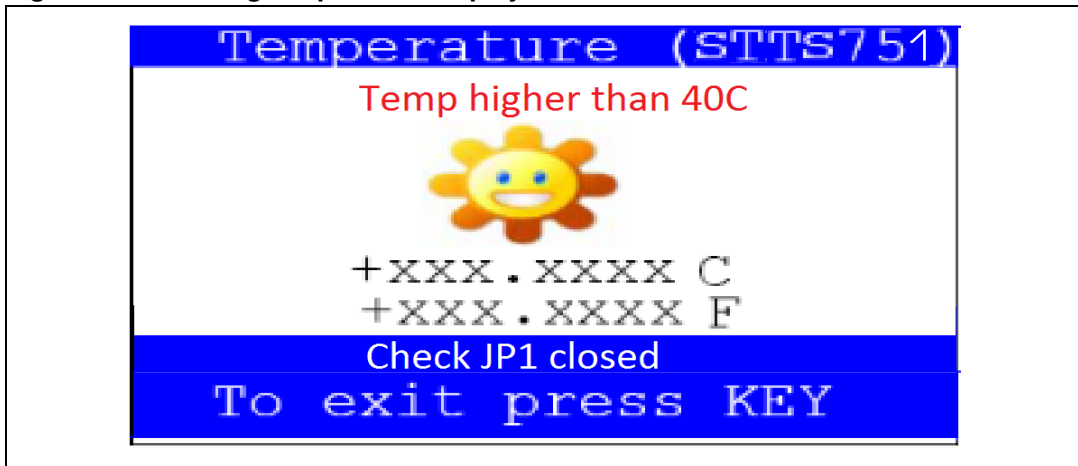 Temperature (STTS751)
Temp higher than 40C
+xxx.xxxx C
+xxx.xxxx F
Check JP1 closed
To exit press KEY